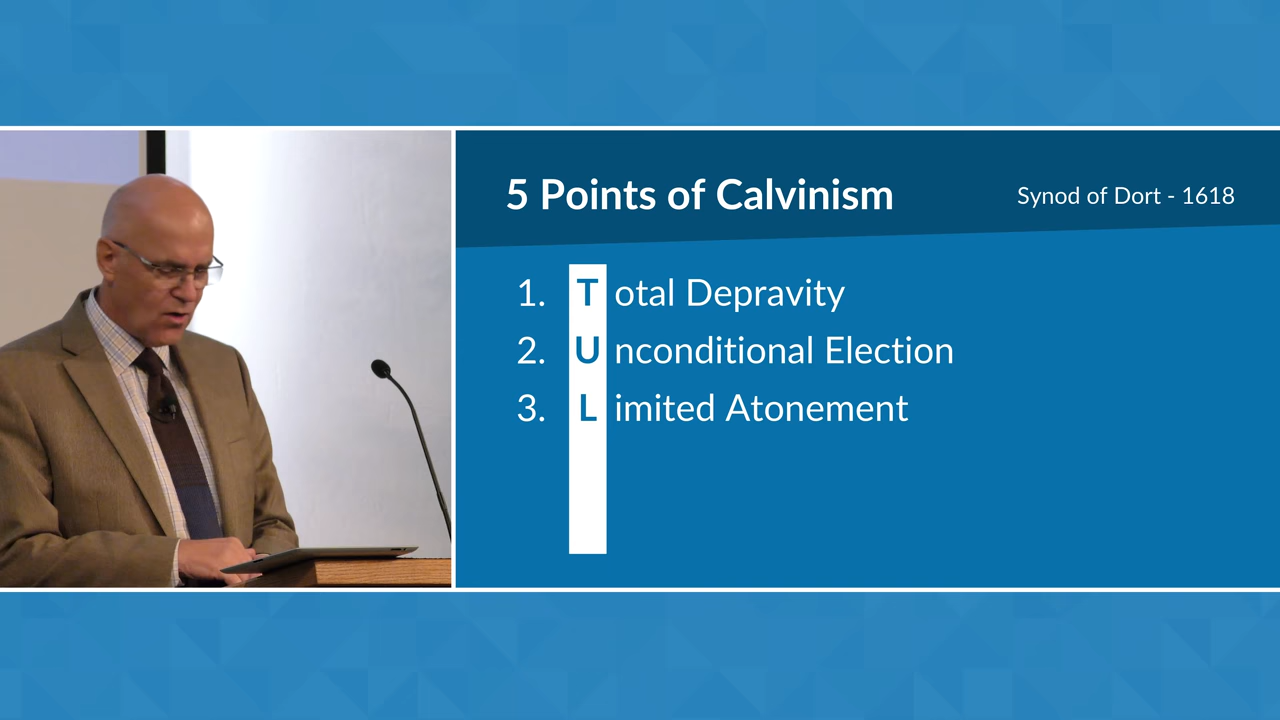 5 Points of Calvinism
Synod of Dort - 1618
1. Total Depravity
2. Unconditional Election
3. Limited Atonement